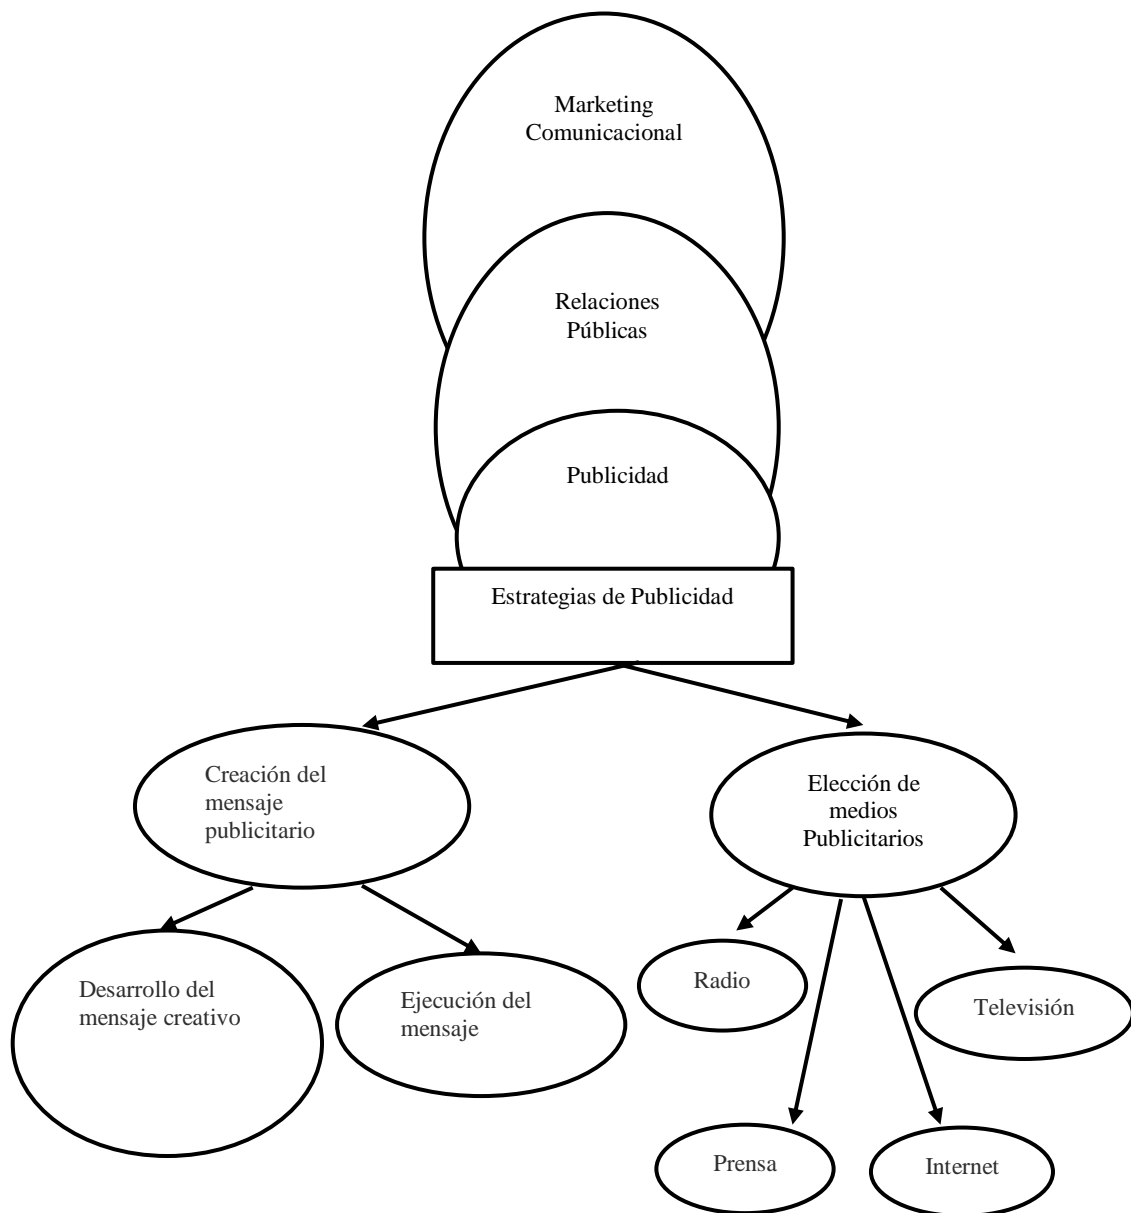 Marketing
Comunicacional
Relaciones
Públicas
Publicidad
Estrategias de Publicidad
Creación del
mensaje
publicitario
Elección de
medios
Publicitarios
Desarrollo del
mensaje creativo
Ejecución del
mensaje
Radio
Televisión
Prensa
Internet